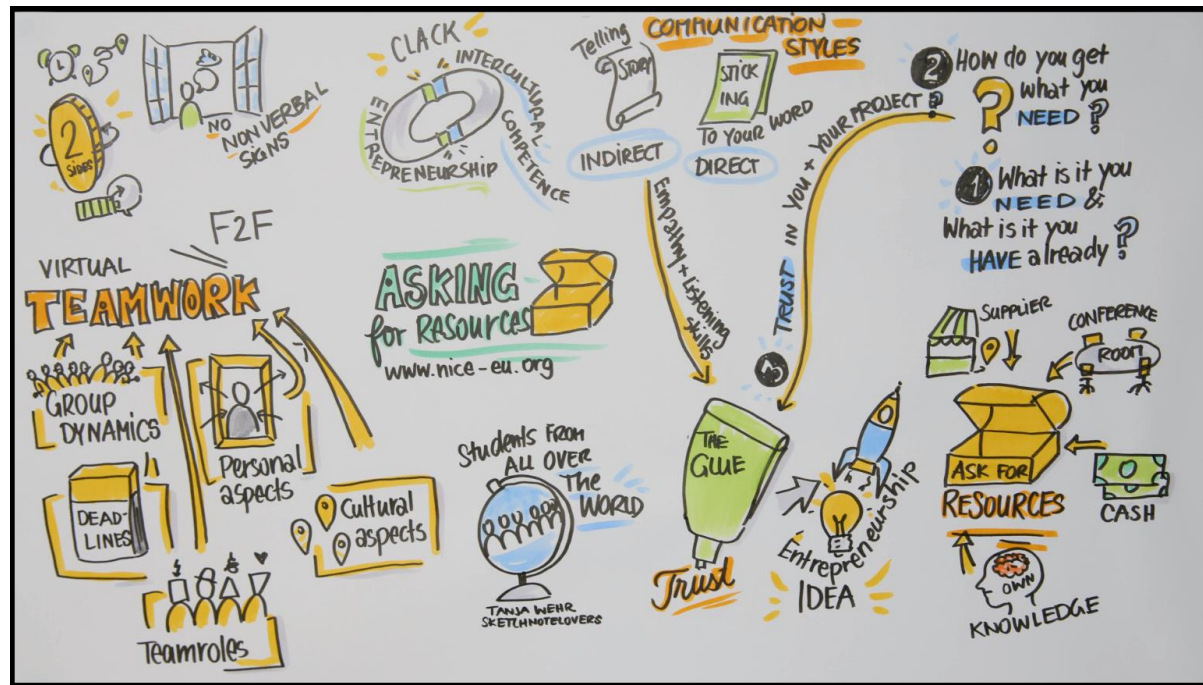 2
SIDES
NO
NONVERBAL
SIGNS
CLACK
INTERCULTURAL
COMPETENCE
ENTREPRENEURSHIP
COMMUNICATION
STYLES
Telling
a
STORY
INDIRECT
STICK
ING
TO YOUR WORD
DIRECT
Empathy + Listening
skills
2 How do you get
what you
NEED?
1 What is it you
NEED &
What is it you
HAVE already?
3 TRUST IN YOU + YOUR PROJECT?
F2F
VIRTUAL
TEAMWORK
GROUP
DYNAMICS
Personal
aspects
DEAD-
LINES
Cultural
aspects
Teamroles
ASKING
for RESOURCES
www.nice-eu.org
Students FROM
ALL OVER
The
WORLD
TANJA WEHR
SKETCHNOTELOVERS
THE
GLUE
Trust
Entrepreneurship
IDEA
SUPPLIER
CONFERENCE
ROOM
ASK FOR
RESOURCES
CASH
OWN
KNOWLEDGE